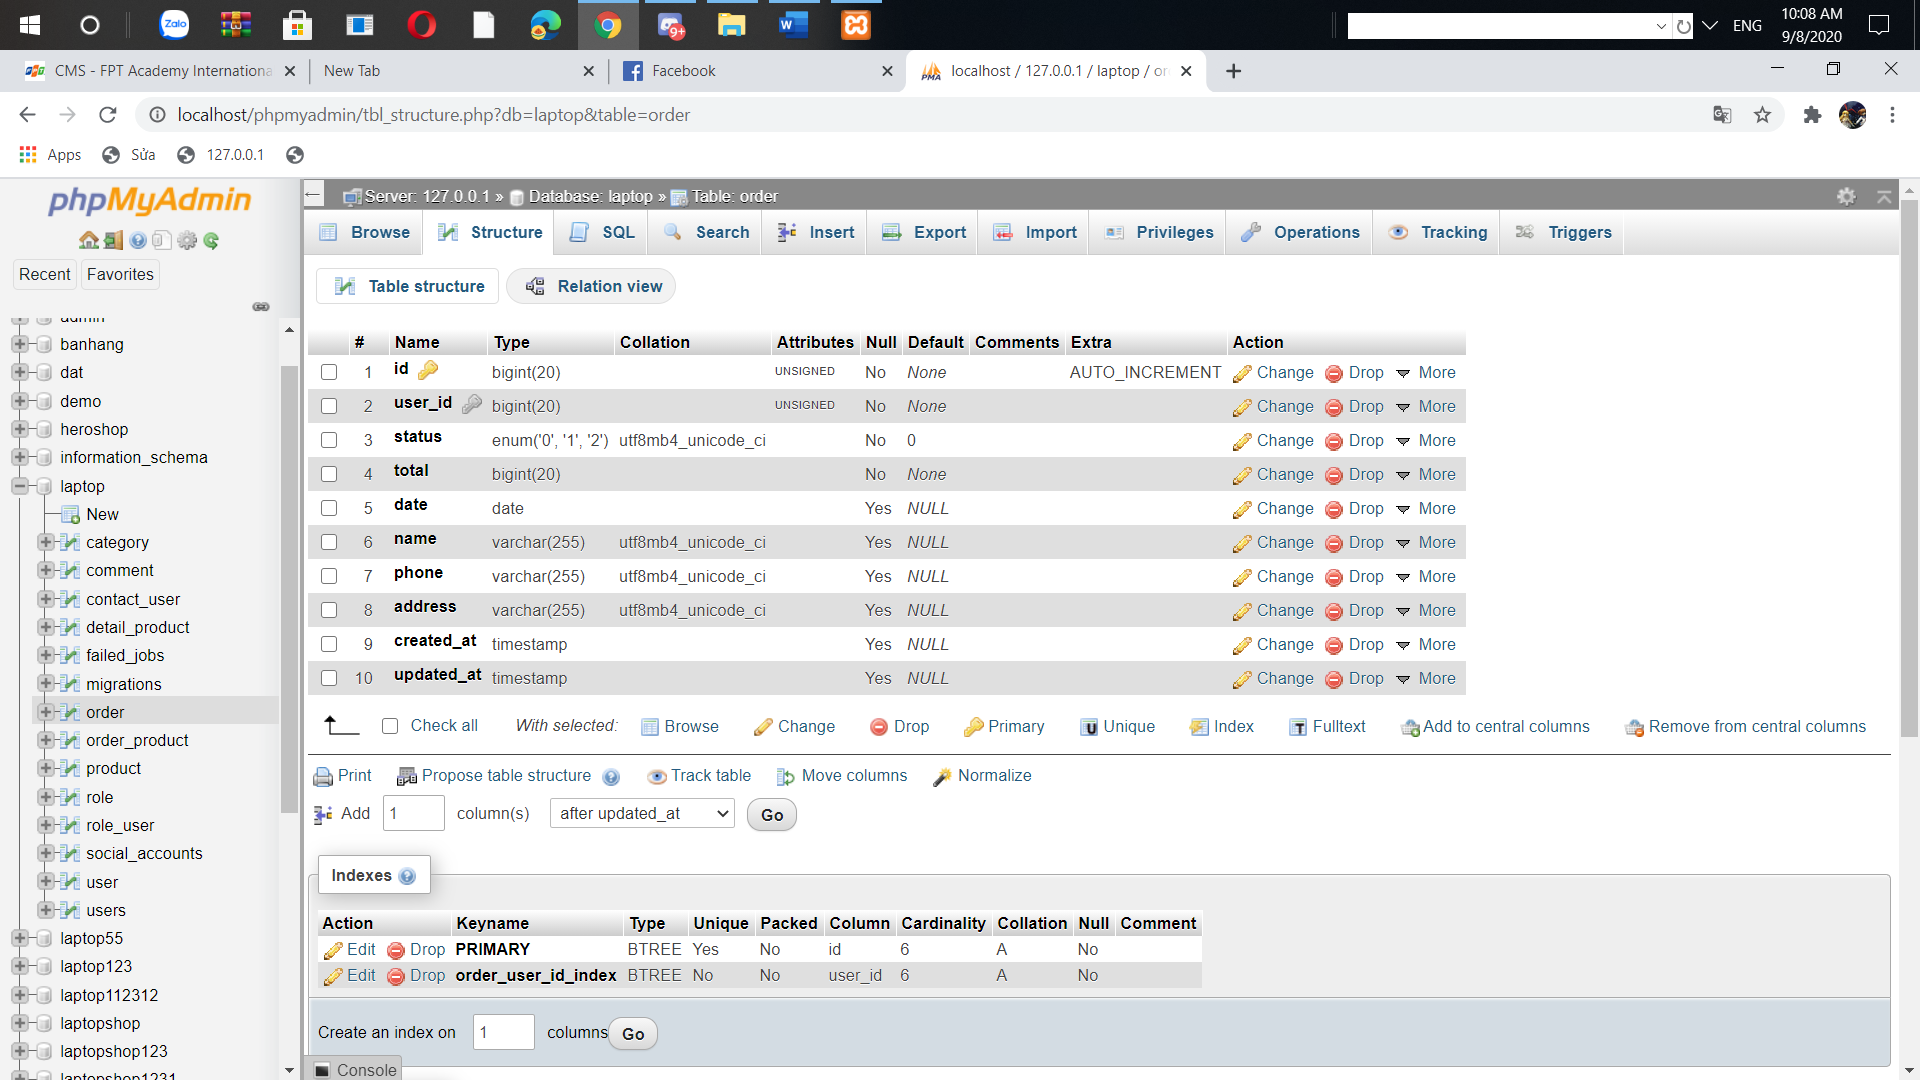 Zalo
9+
ENG
10:08 AM
9/8/2020
CMS - FPT Academy Internationa
New Tab
Facebook
PMA
localhost / 127.0.0.1 / laptop / or
localhost/phpmyadmin/tbl_structure.php?db=laptop&table=order
Apps
Sửa
127.0.0.1
phpMyAdmin
Recent
Favorites
admin
banhang
dat
demo
heroshop
information_schema
laptop
New
category
comment
contact_user
detail_product
failed_jobs
migrations
order
order_product
product
role
role_user
social_accounts
user
users
laptop55
laptop123
laptop112312
laptopshop
laptopshop123
laptopshop1231
Server: 127.0.0.1 » Database: laptop » Table: order
Browse Structure SQL Search Insert Export Import Privileges Operations Tracking Triggers
Table structure Relation view
# Name Type Collation Attributes Null Default Comments Extra Action
1 id bigint(20) UNSIGNED No None AUTO_INCREMENT Change Drop More
2 user_id bigint(20) UNSIGNED No None Change Drop More
3 status enum('0', '1', '2') utf8mb4_unicode_ci No 0 Change Drop More
4 total bigint(20) No None Change Drop More
5 date date Yes NULL Change Drop More
6 name varchar(255) utf8mb4_unicode_ci Yes NULL Change Drop More
7 phone varchar(255) utf8mb4_unicode_ci Yes NULL Change Drop More
8 address varchar(255) utf8mb4_unicode_ci Yes NULL Change Drop More
9 created_at timestamp Yes NULL Change Drop More
10 updated_at timestamp Yes NULL Change Drop More
Check all With selected: Browse Change Drop Primary Unique Index Fulltext Add to central columns Remove from central columns
Print Propose table structure Track table Move columns Normalize
Add 1 column(s) after updated_at Go
Indexes
Action Keyname Type Unique Packed Column Cardinality Collation Null Comment
Edit Drop PRIMARY BTREE Yes No id 6 A No
Edit Drop order_user_id_index BTREE No No user_id 6 A No
Create an index on 1 columns Go
Console